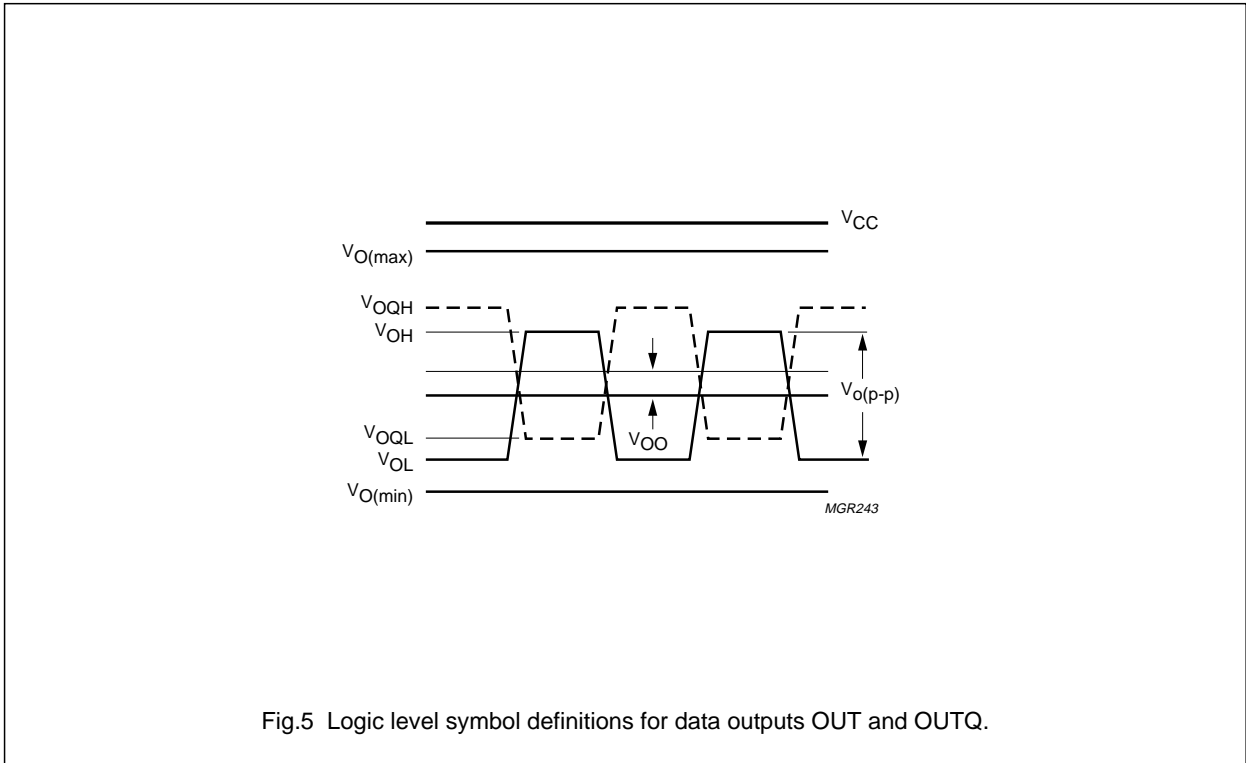 VCC
VO(max)
VOQH
VOH
Vo(p-p)
VOQL
VOO
VOL
VO(min)
MGR243
Fig.5 Logic level symbol definitions for data outputs OUT and OUTQ.